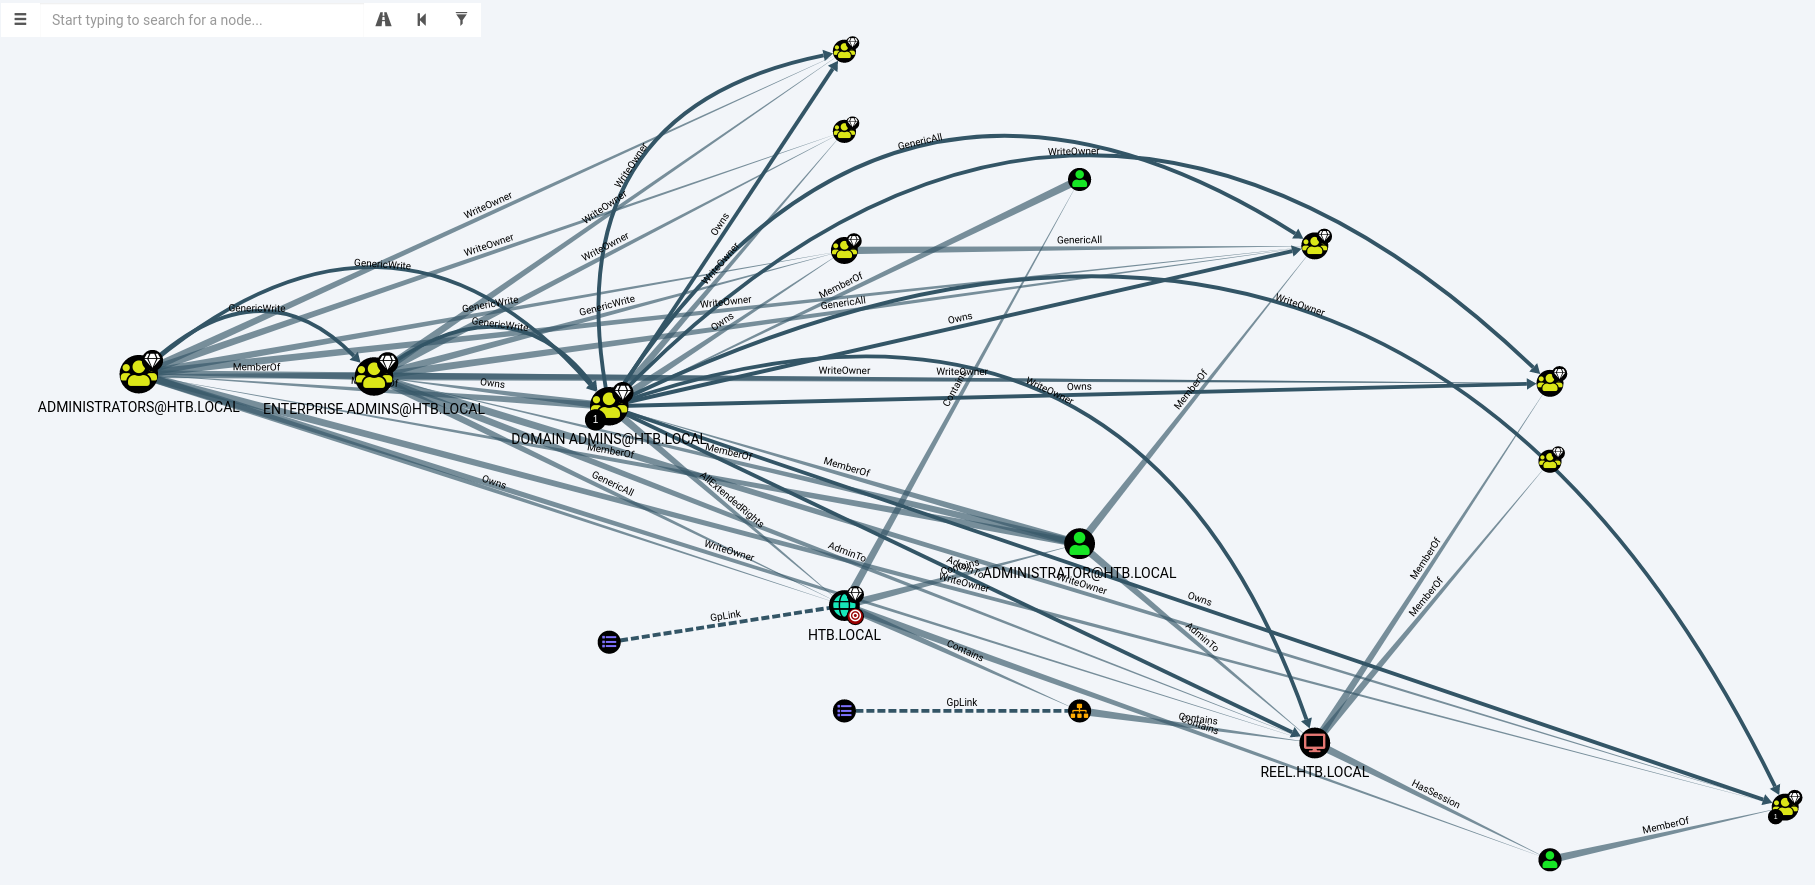 Start typing to search for a node...
WriteOwner
GenericAll
WriteOwner
WriteOwner
WriteOwner
Owns
WriteOwner
GenericAll
WriteOwner
WriteOwner
WriteOwner
GenericWrite
MemberOf
GenericWrite
GenericWrite
GenericWrite
WriteOwner
GenericAll
WriteOwner
GenericWrite
Owns
Owns
MemberOf
WriteOwner
WriteOwner
Owns
Owns
WriteOwner
Contains
MemberOf
ADMINISTRATORS@HTB.LOCAL
ENTERPRISE ADMINS@HTB.LOCAL
1
DOMAIN ADMINS@HTB.LOCAL
MemberOf
MemberOf
MemberOf
Owns
GenericAll
AllExtendedRights
WriteOwner
AdminTo
AdminTo
Contains
ADMINISTRATOR@HTB.LOCAL
WriteOwner
WriteOwner
MemberOf
MemberOf
Owns
GpLink
HTB.LOCAL
AdminTo
Contains
GpLink
Contains
Contains
REEL.HTB.LOCAL
HasSession
1
MemberOf